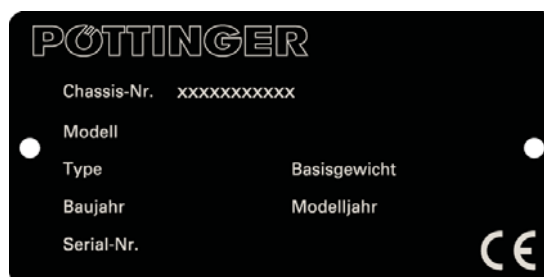 PÖTTINGER
Chassis-Nr. xxxxxxxxxxx
Modell
Type Basisgewicht
Baujahr Modelljahr
Serial-Nr.
CE